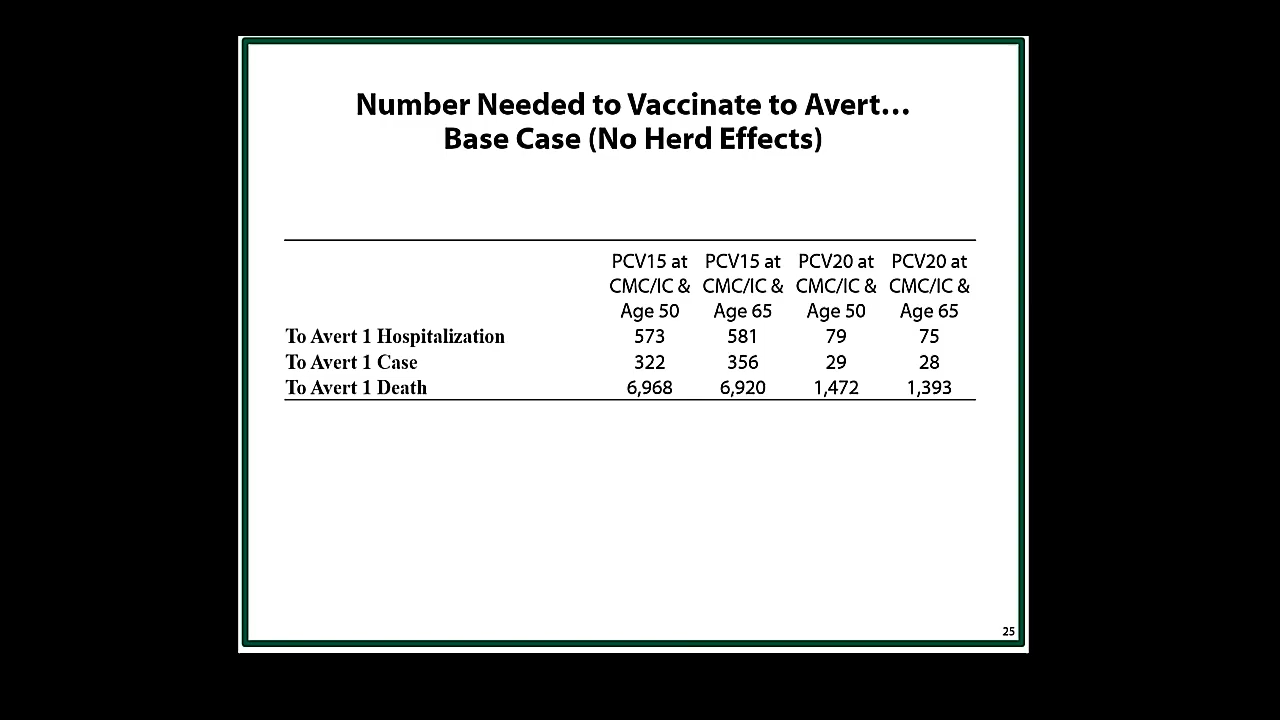 Number Needed to Vaccinate to Avert…
Base Case (No Herd Effects)
PCV15 at PCV15 at PCV20 at PCV20 at
CMC/IC & CMC/IC & CMC/IC & CMC/IC &
Age 50 Age 65 Age 50 Age 65
To Avert 1 Hospitalization 573 581 79 75
To Avert 1 Case 322 356 29 28
To Avert 1 Death 6,968 6,920 1,472 1,393
25